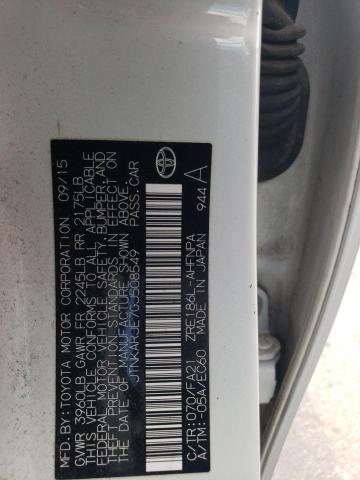 MFD.BY:TOYOTA MOTOR CORPORATION 09/15
GVWR 3960LB GAWR FR 2245LB RR 2175LB
THIS VEHICLE CONFORMS TO ALL APPLICABLE
FEDERAL MOTOR VEHICLE SAFETY, BUMPER, AND
THEFT PREVENTION STANDARDS IN EFFECT ON
THE DATE OF MANUFACTURE SHOWN ABOVE.
PASS.CAR
C/TR:070/FA21 ZRE186L-AHFNPA
A/TM:-05A/EC60 MADE IN JAPAN
944 A